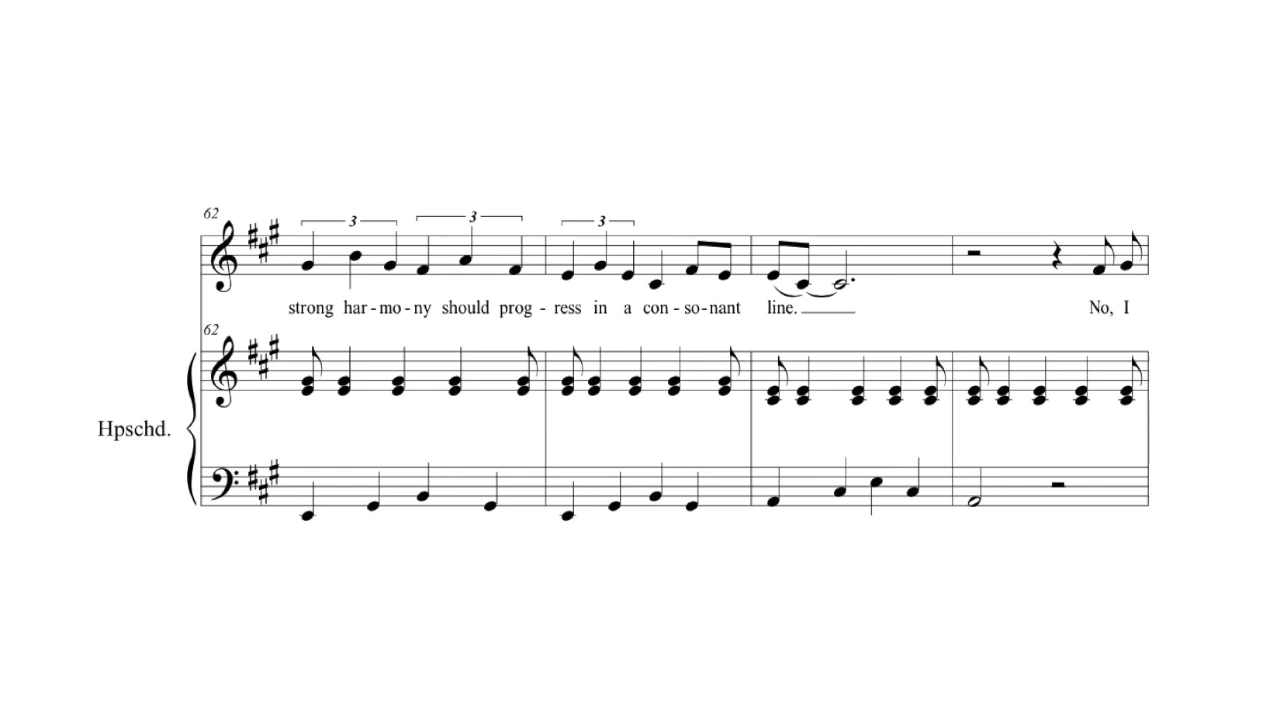 62
3 3 3
strong har - mo - ny should prog - ress in a con - so - nant line. No, I
62
Hpschd.